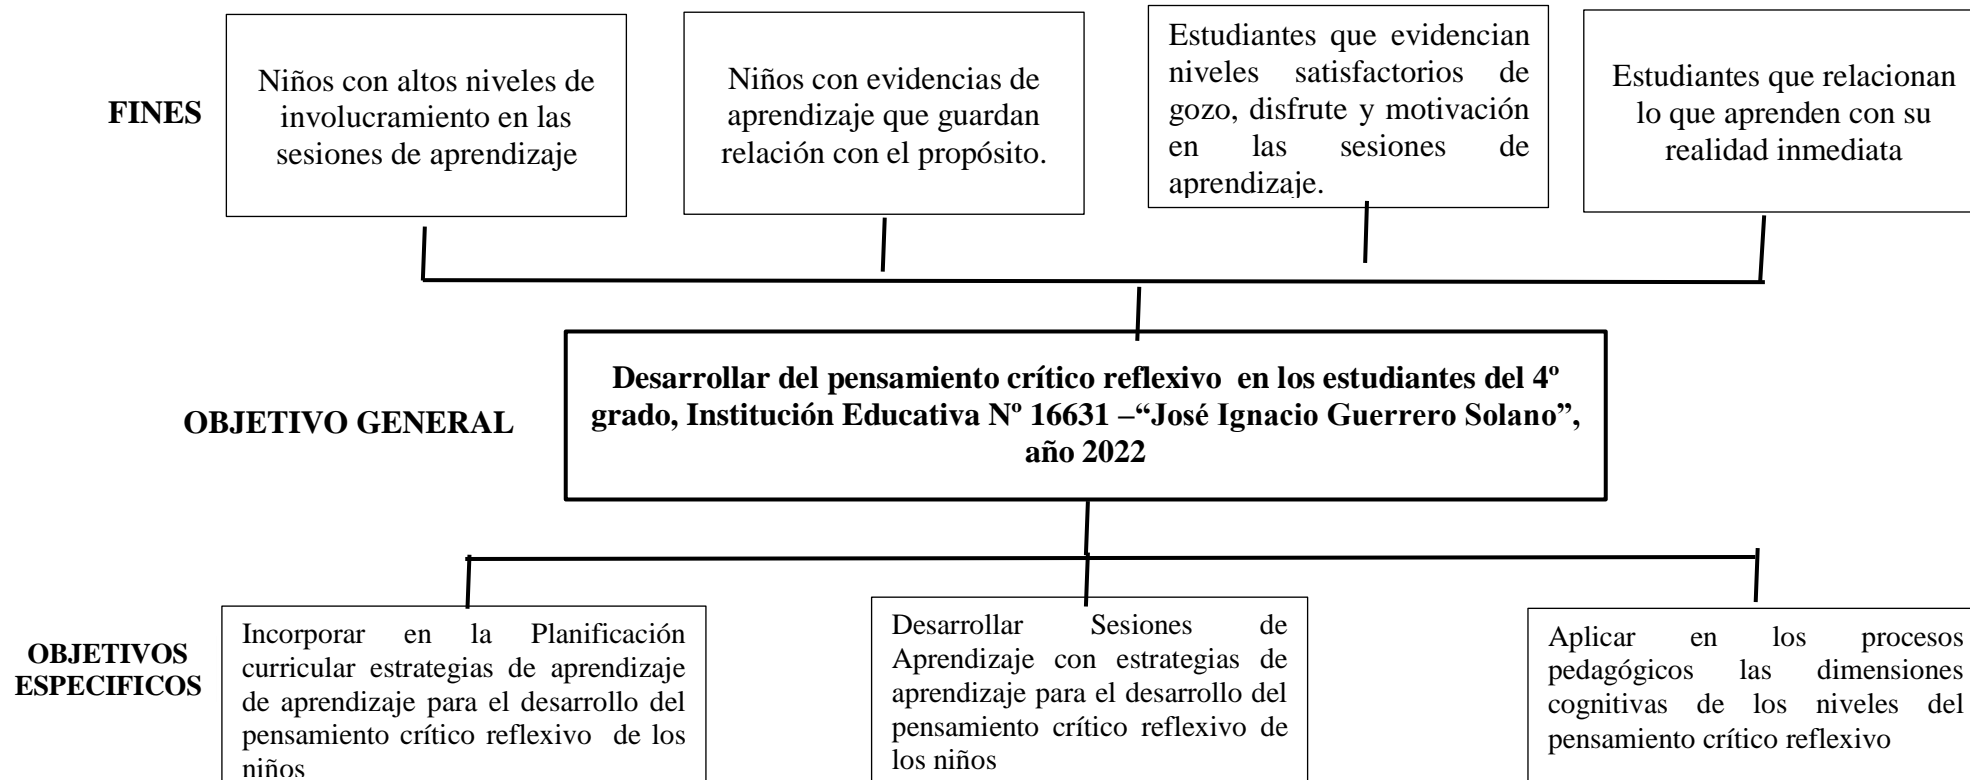 FINES
Niños con altos niveles de
involucramiento en las
sesiones de aprendizaje
Niños con evidencias de
aprendizaje que guardan
relación con el propósito.
Estudiantes que evidencian
niveles satisfactorios de
gozo, disfrute y motivación
en las sesiones de
aprendizaje.
Estudiantes que relacionan
lo que aprenden con su
realidad inmediata
OBJETIVO GENERAL
Desarrollar del pensamiento crítico reflexivo en los estudiantes del 4º
grado, Institución Educativa Nº 16631 –“José Ignacio Guerrero Solano”,
año 2022
OBJETIVOS
ESPECIFICOS
Incorporar en la Planificación
curricular estrategias de aprendizaje
de aprendizaje para el desarrollo del
pensamiento crítico reflexivo de los
niños
Desarrollar Sesiones de
Aprendizaje con estrategias de
aprendizaje para el desarrollo del
pensamiento crítico reflexivo de
los niños
Aplicar en los procesos
pedagógicos las dimensiones
cognitivas de los niveles del
pensamiento crítico reflexivo